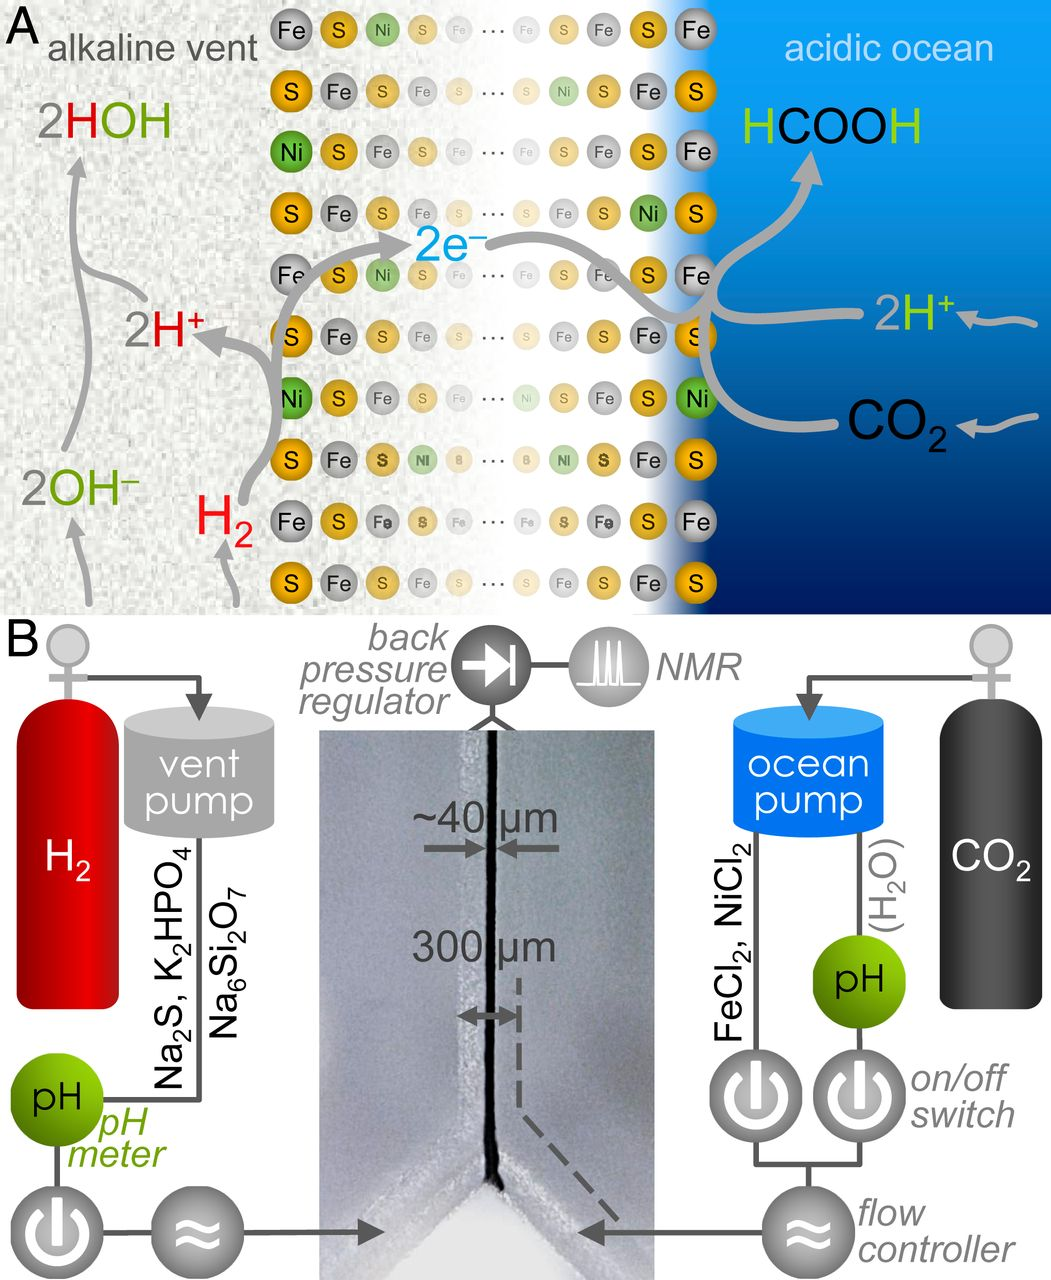 A
alkaline vent
acidic ocean
Fe S Ni S Fe ... Fe S Fe S Fe
S Fe S Fe S ... S Ni S Fe S
Ni S Fe S Fe ... Fe S Fe S Fe
S Fe S Fe S ... S Fe S Ni S
Fe S Ni S Fe ... Fe S Fe S Fe
S Fe S Fe S ... S Fe S Fe S
Ni S Fe S Fe ... Ni S Fe S Ni
S Fe S Ni S ... S Ni S Fe S
Fe S Fe S Fe ... Fe S Fe S Fe
S Fe S Fe S ... S Fe S Fe S
2HOH
HCOOH
2e–
2H+
2H+
CO2
2OH–
H2
B
back
pressure
regulator
NMR
vent
pump
ocean
pump
H2
CO2
~40 µm
300 µm
Na2S, K2HPO4
Na6Si2O7
FeCl2, NiCl2
(H2O)
pH
pH
meter
pH
on/off
switch
≈
≈
flow
controller